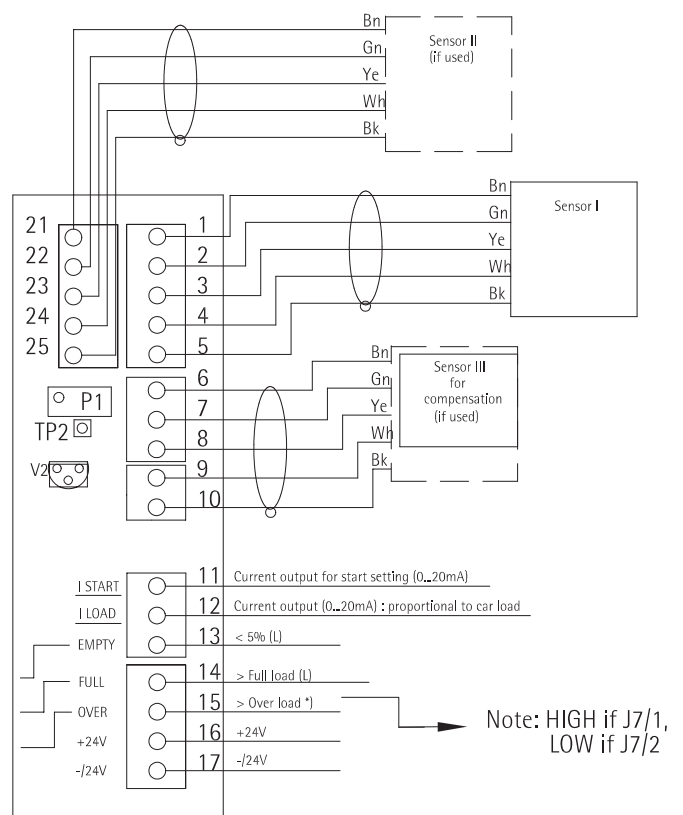 Bn
Gn
Ye
Wh
Bk
Sensor II
(if used)
Bn
Gn
Ye
Wh
Bk
Sensor I
21
22
23
24
25
1
2
3
4
5
Bn
Gn
Ye
Wh
Bk
Sensor III
for
compensation
(if used)
6
7
8
9
10
P1
TP2
V2
I START
11 Current output for start setting (0...20mA)
I LOAD
12 Current output (0...20mA) : proportional to car load
EMPTY
13 < 5% (L)
FULL
14 > Full load (L)
OVER
15 > Over load *)
+24V
16 +24V
-/24V
17 -/24V
Note: HIGH if J7/1,
LOW if J7/2